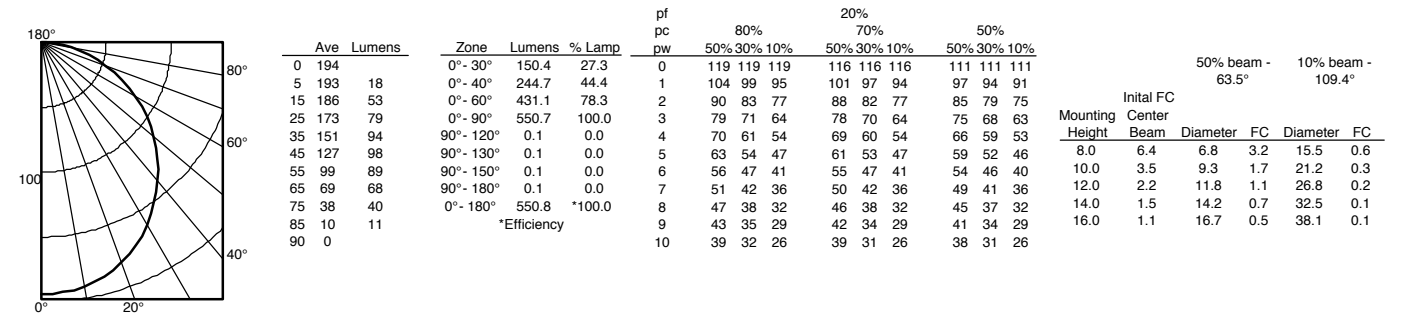 180°
80°
60°
100
40°
0° 20°
Ave Lumens
0 194
5 193 18
15 186 53
25 173 79
35 151 94
45 127 98
55 99 89
65 69 68
75 38 40
85 10 11
90 0
Zone Lumens % Lamp
0°- 30° 150.4 27.3
0°- 40° 244.7 44.4
0°- 60° 431.1 78.3
0°- 90° 550.7 100.0
90°- 120° 0.1 0.0
90°- 130° 0.1 0.0
90°- 150° 0.1 0.0
90°- 180° 0.1 0.0
0°- 180° 550.8 *100.0
*Efficiency
pf 20%
pc 80% 70% 50%
pw 50% 30% 10% 50% 30% 10% 50% 30% 10%
0 119 119 119 116 116 116 111 111 111
1 104 99 95 101 97 94 97 94 91
2 90 83 77 88 82 77 85 79 75
3 79 71 64 78 70 64 75 68 63
4 70 61 54 69 60 54 66 59 53
5 63 54 47 61 53 47 59 52 46
6 56 47 41 55 47 41 54 46 40
7 51 42 36 50 42 36 49 41 36
8 47 38 32 46 38 32 45 37 32
9 43 35 29 42 34 29 41 34 29
10 39 32 26 39 31 26 38 31 26
50% beam - 10% beam -
63.5° 109.4°
Inital FC
Mounting Center
Height Beam Diameter FC Diameter FC
8.0 6.4 6.8 3.2 15.5 0.6
10.0 3.5 9.3 1.7 21.2 0.3
12.0 2.2 11.8 1.1 26.8 0.2
14.0 1.5 14.2 0.7 32.5 0.1
16.0 1.1 16.7 0.5 38.1 0.1